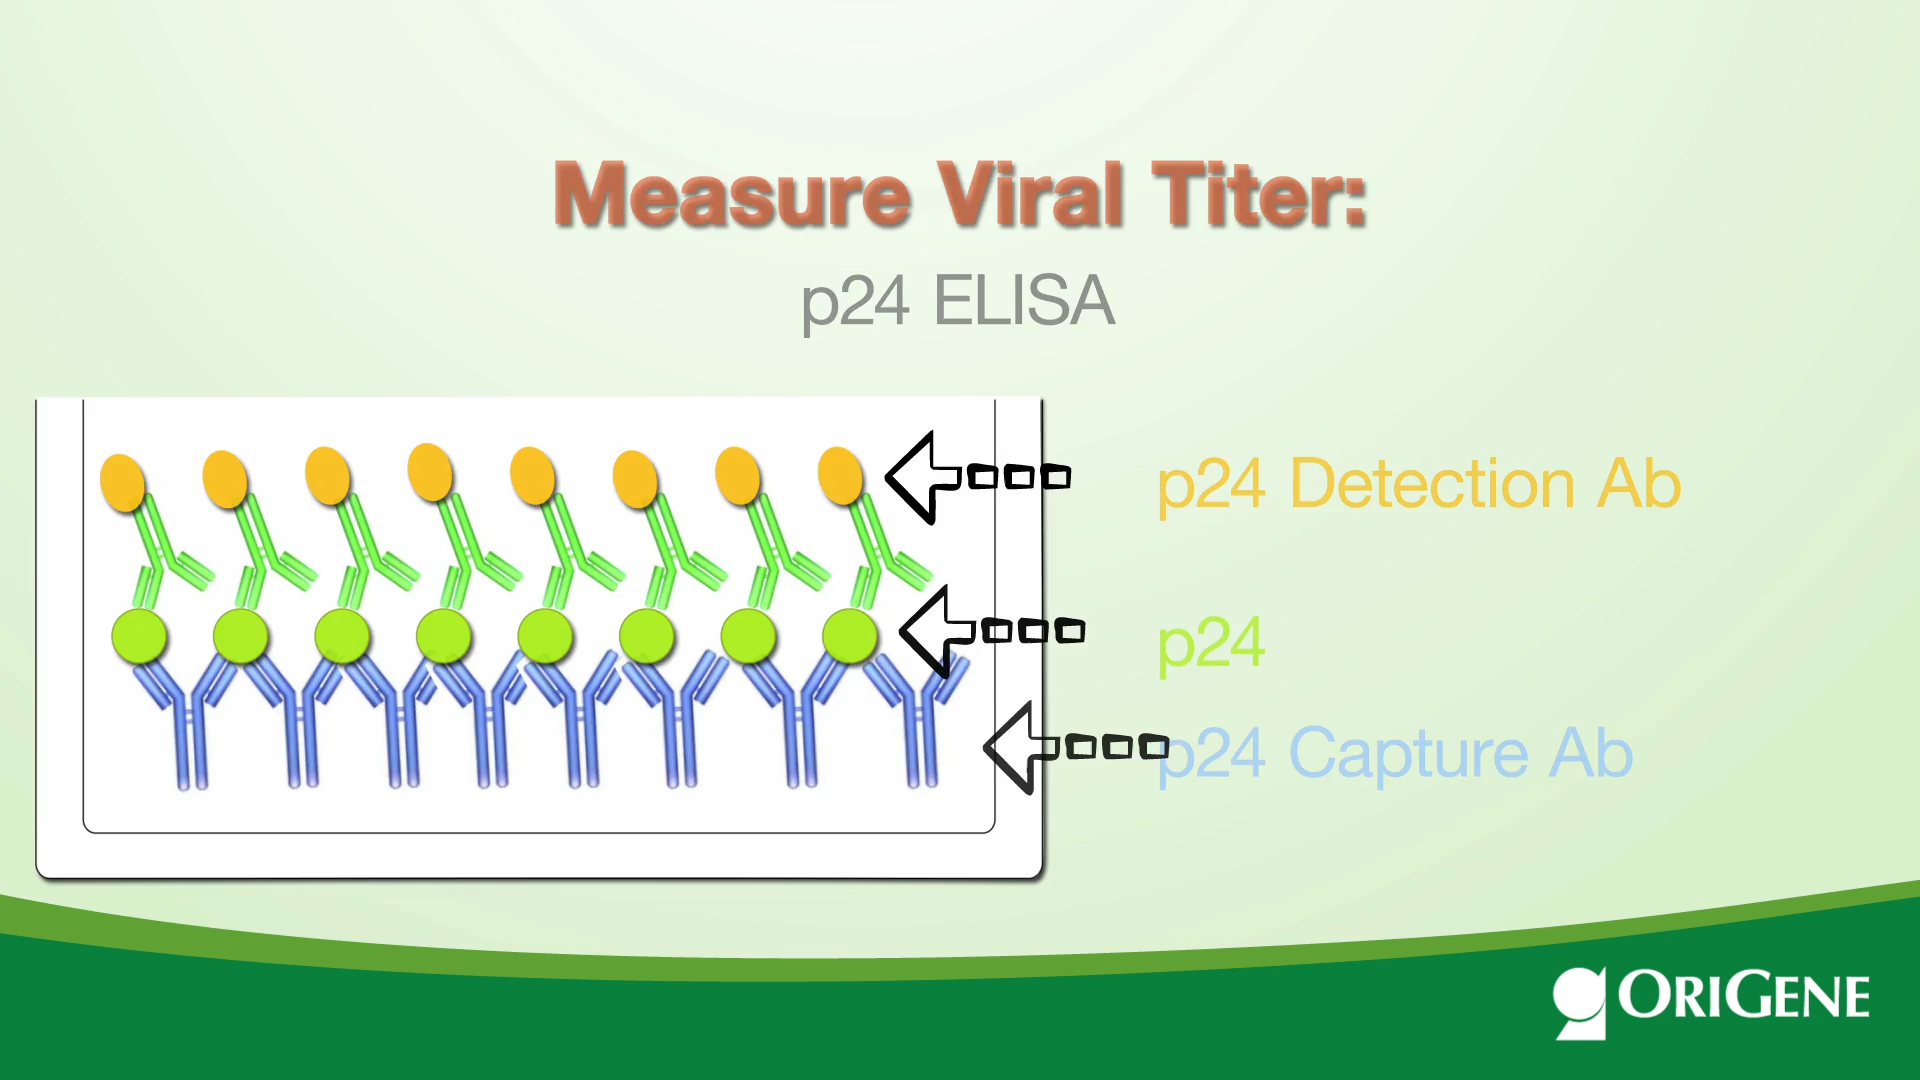 Measure Viral Titer:
p24 ELISA
p24 Detection Ab
p24
p24 Capture Ab
ORIGENE